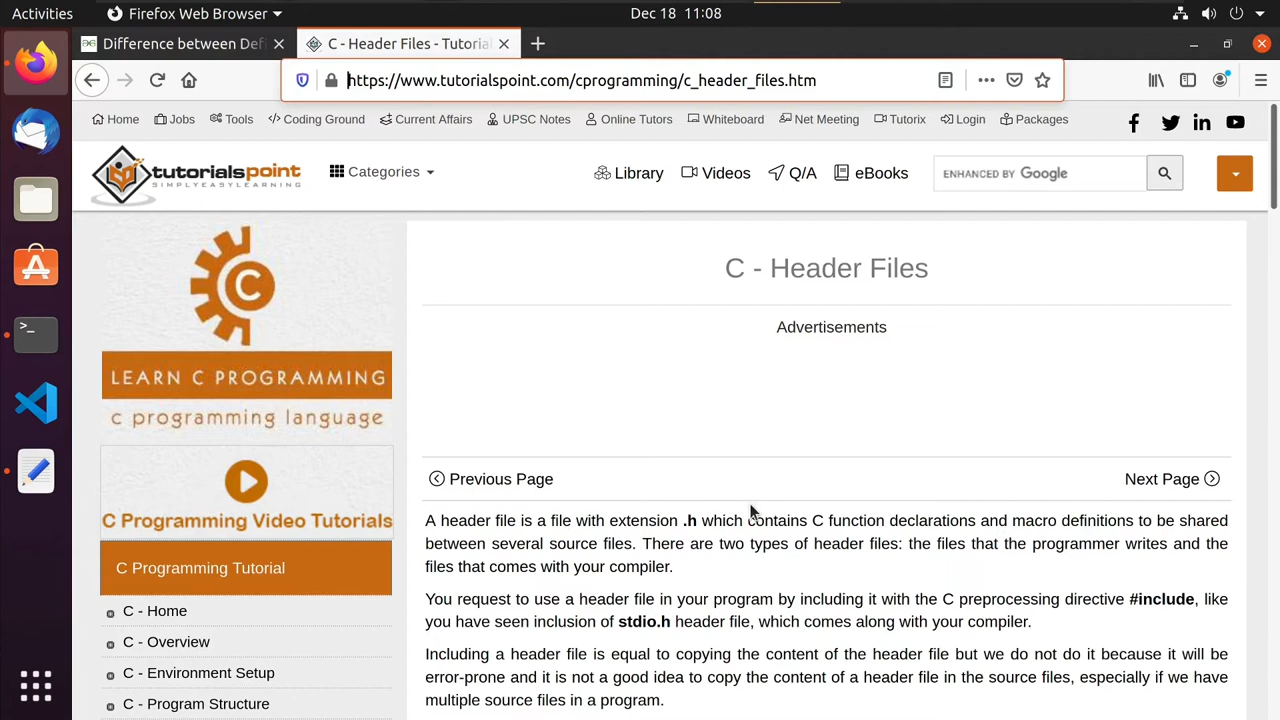 Activities
Firefox Web Browser
Dec 18 11:08
Difference between Def
C - Header Files - Tutoria
https://www.tutorialspoint.com/cprogramming/c_header_files.htm
Home
Jobs
Tools
Coding Ground
Current Affairs
UPSC Notes
Online Tutors
Whiteboard
Net Meeting
Tutorix
Login
Packages
tutorialspoint
SIMPLYEASYLEARNING
Categories
Library
Videos
Q/A
eBooks
ENHANCED BY Google
C
LEARN C PROGRAMMING
c programming language
C Programming Video Tutorials
C Programming Tutorial
C - Home
C - Overview
C - Environment Setup
C - Program Structure
C - Header Files
Advertisements
Previous Page
Next Page
A header file is a file with extension .h which contains C function declarations and macro definitions to be shared
between several source files. There are two types of header files: the files that the programmer writes and the
files that comes with your compiler.
You request to use a header file in your program by including it with the C preprocessing directive #include, like
you have seen inclusion of stdio.h header file, which comes along with your compiler.
Including a header file is equal to copying the content of the header file but we do not do it because it will be
error-prone and it is not a good idea to copy the content of a header file in the source files, especially if we have
multiple source files in a program.